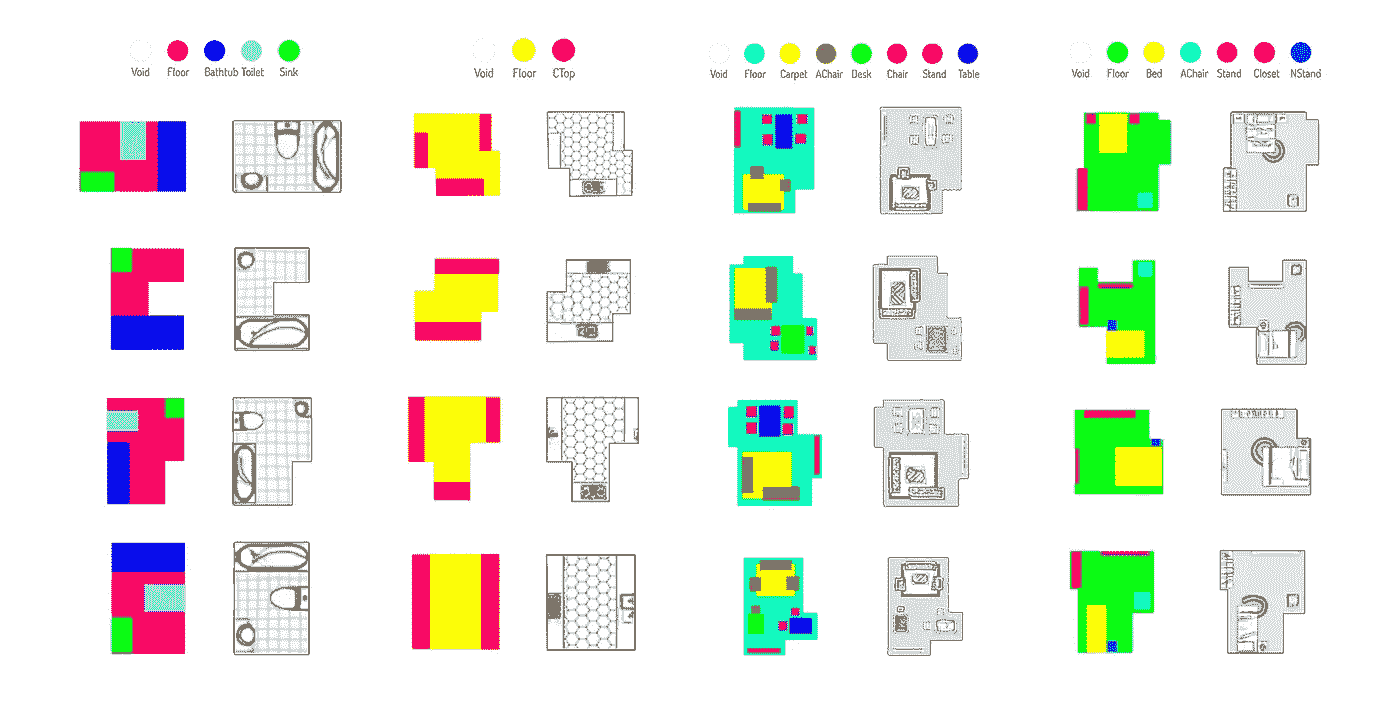 Void Floor Bathtub Toilet Sink
Void Floor CTop
Void Floor Carpet AChair Desk Chair Stand Table
Void Floor Bed AChair Stand Closet NStand